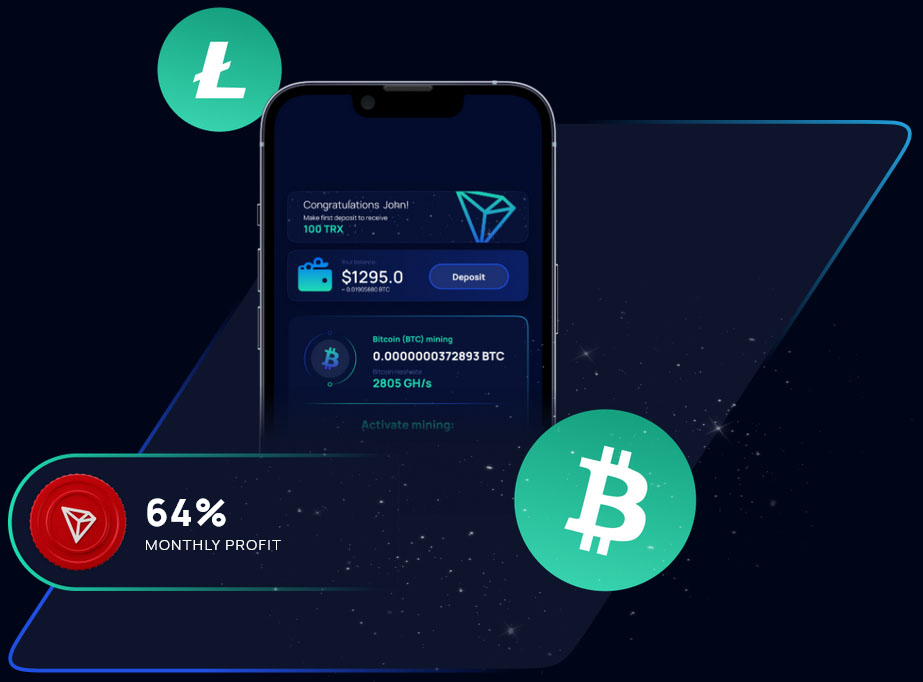 Congratulations John!
Make first deposit to receive
100 TRX
Your balance:
$1295.0
≈ 0.01905680 BTC
Deposit
Bitcoin (BTC) mining
0.0000000372893 BTC
Bitcoin Hashrate
2805 GH/s
Activate mining:
64%
MONTHLY PROFIT